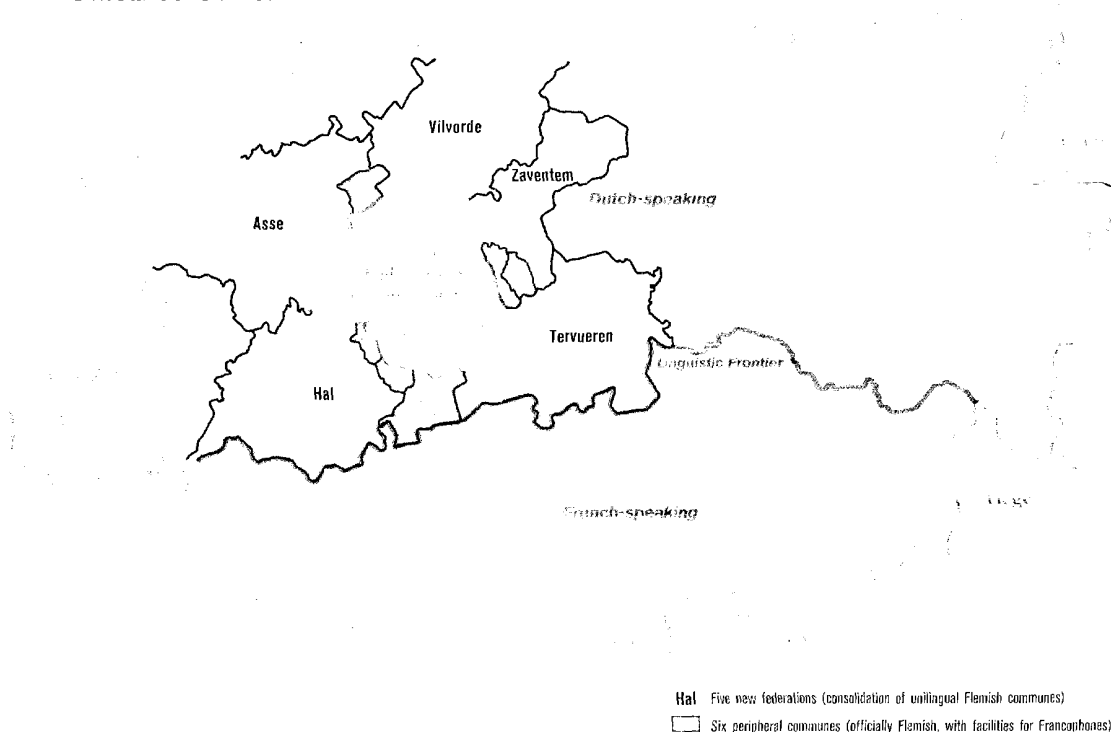 Vilvorde
Zaventem
Dutch-speaking
Asse
Tervueren
Linguistic Frontier
Hal
French-speaking
Hal Five new federations (consolidation of unilingual Flemish communes)
Six peripheral communes (officially Flemish, with facilities for Francophones)